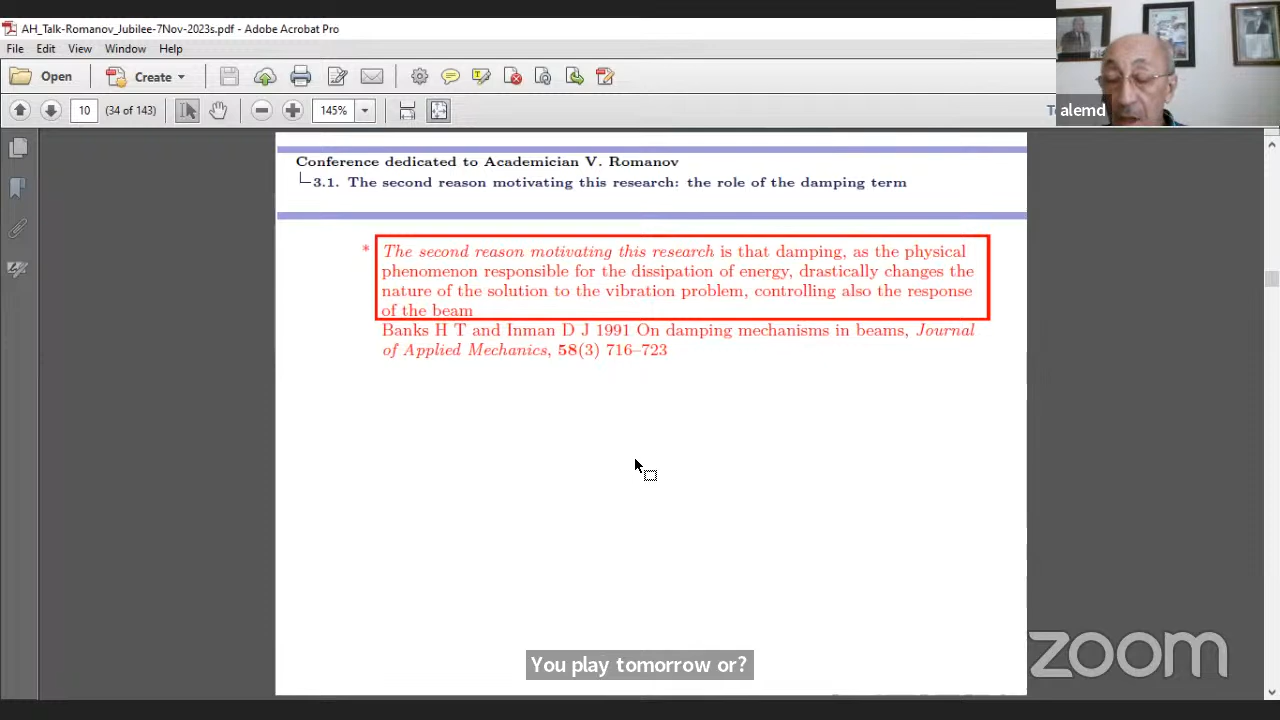 AH_Talk-Romanov_Jubilee-7Nov-2023s.pdf - Adobe Acrobat Pro
File Edit View Window Help
Open Create
10 (34 of 143) 145%
alemd
Conference dedicated to Academician V. Romanov
3.1. The second reason motivating this research: the role of the damping term
* The second reason motivating this research is that damping, as the physical
phenomenon responsible for the dissipation of energy, drastically changes the
nature of the solution to the vibration problem, controlling also the response
of the beam
Banks H T and Inman D J 1991 On damping mechanisms in beams, Journal
of Applied Mechanics, 58(3) 716–723
You play tomorrow or?
zoom